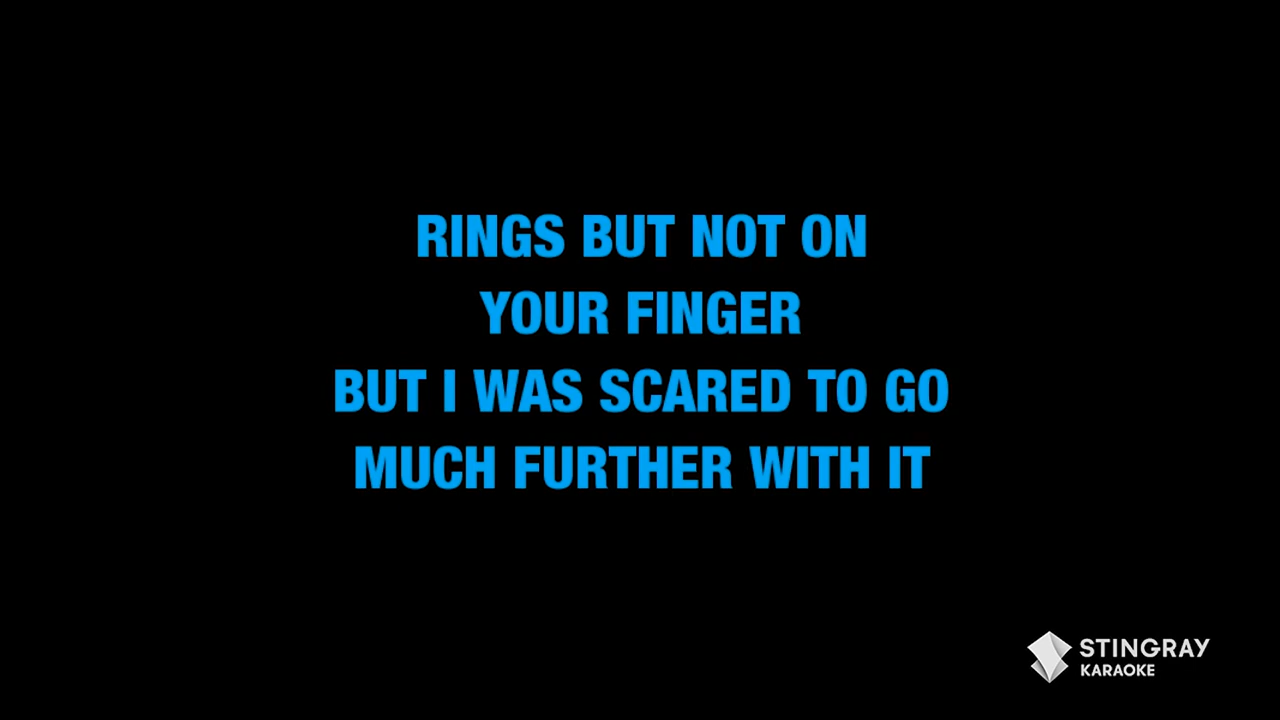 RINGS BUT NOT ON
YOUR FINGER
BUT I WAS SCARED TO GO
MUCH FURTHER WITH IT
STINGRAY
KARAOKE